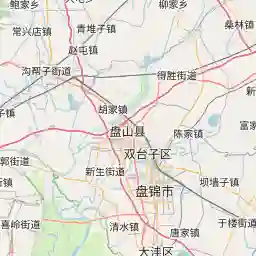 鲍家乡
柳家乡
桑林镇
青堆子镇
常兴店镇
赵屯镇
沟帮子街道
得胜街道
胡家镇
富家
盘山县
陈家镇
双台子区
郭街道
新生街道
坝墙子镇
镇
盘锦市
喜岭街道
清水镇
于楼街道
唐家镇
大洼区